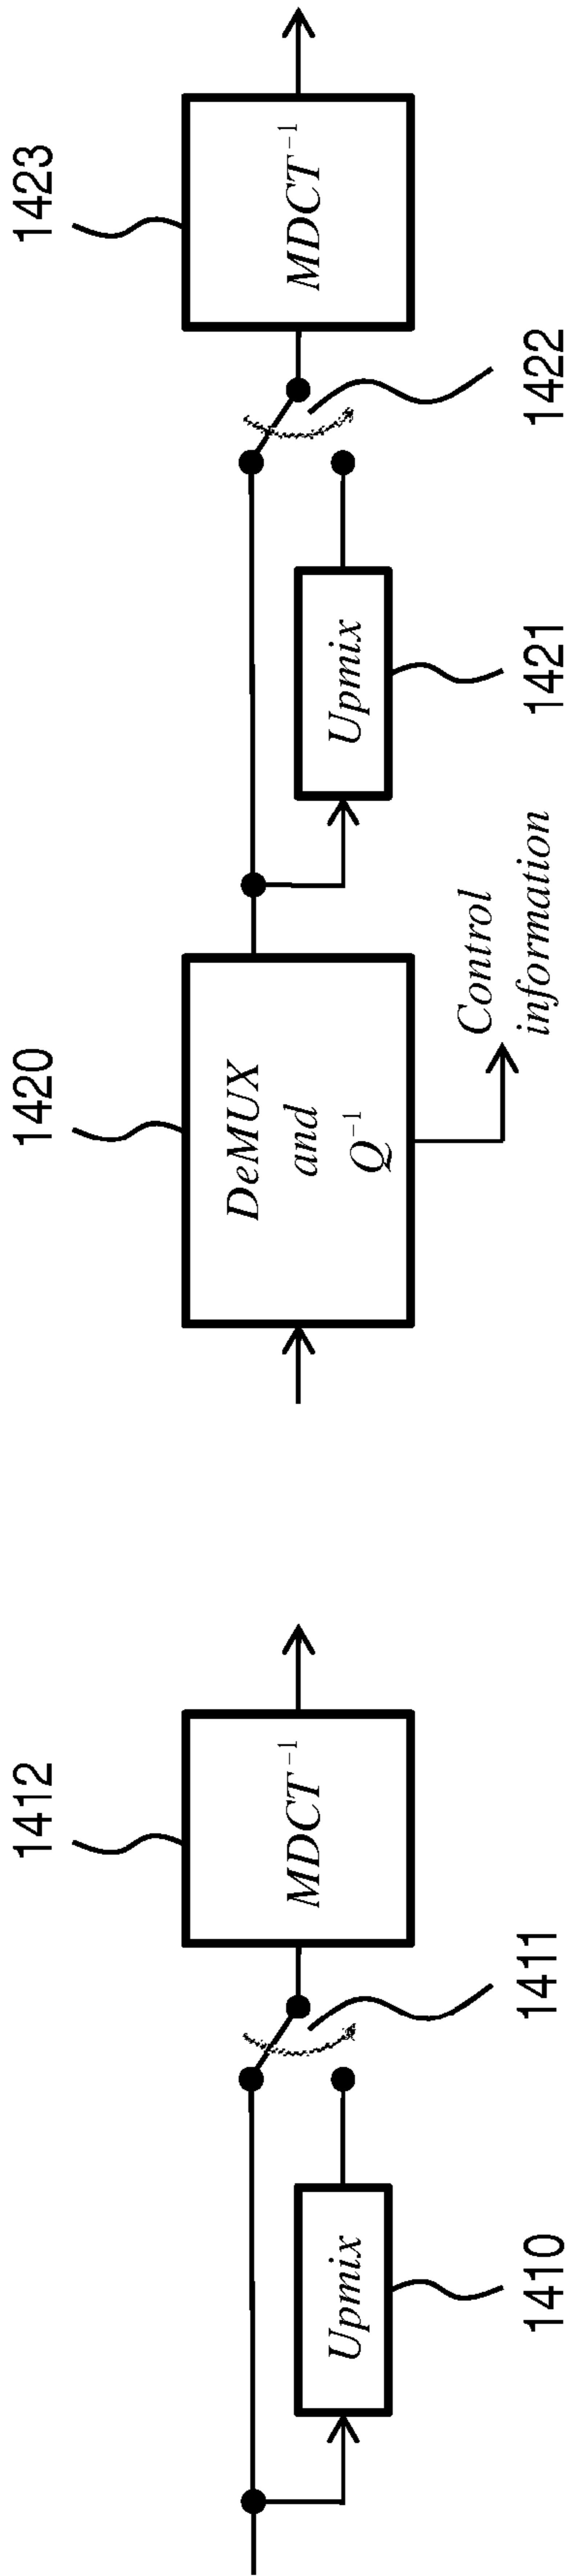 1410
Upmix
1411
1412
MDCT⁻¹
1420
DeMUX
and
Q⁻¹
Control
information
1421
Upmix
1422
1423
MDCT⁻¹